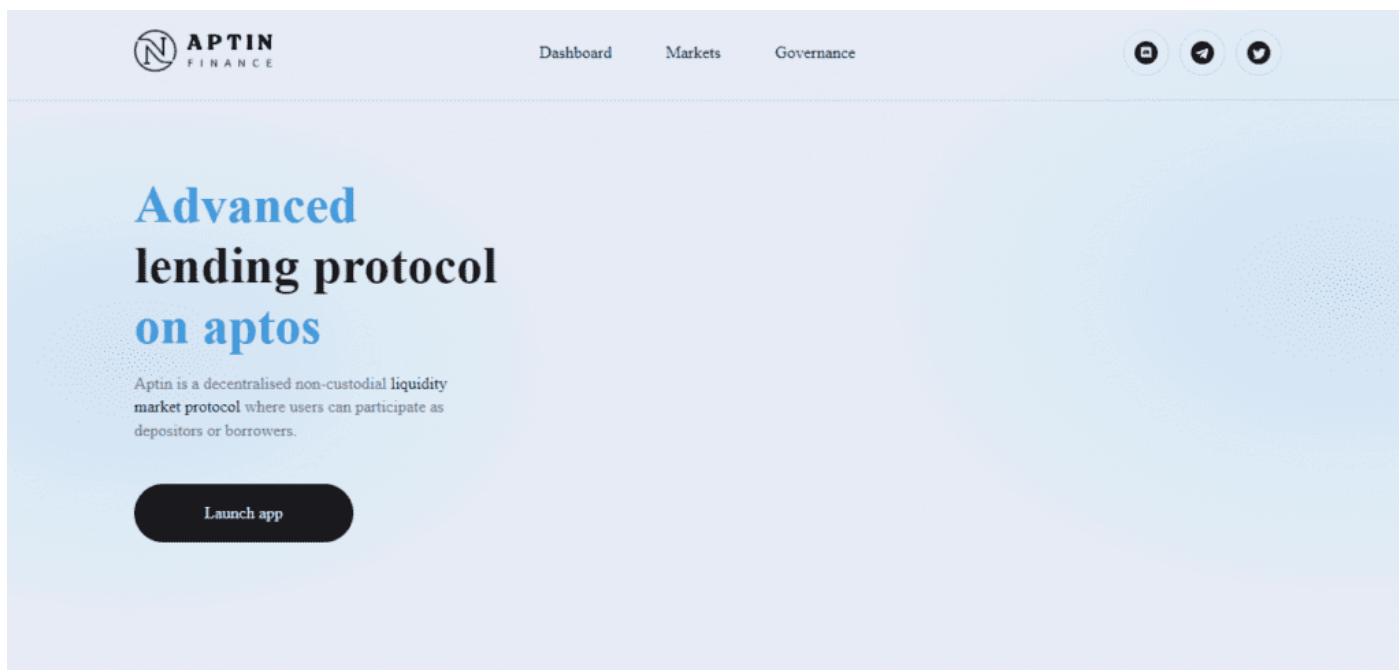 APTIN
FINANCE
Dashboard Markets Governance
Advanced
lending protocol
on aptos
Aptin is a decentralised non-custodial liquidity
market protocol where users can participate as
depositors or borrowers.
Launch app